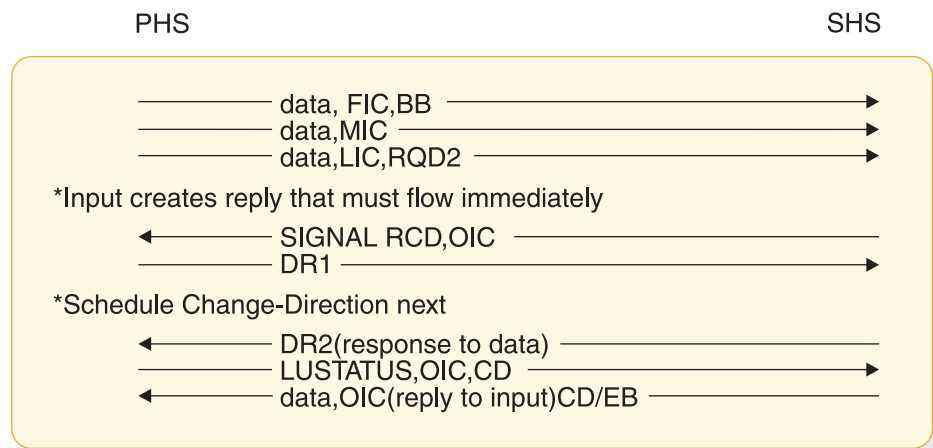 PHS SHS
data, FIC,BB
data,MIC
data,LIC,RQD2
*Input creates reply that must flow immediately
SIGNAL RCD,OIC
DR1
*Schedule Change-Direction next
DR2(response to data)
LUSTATUS,OIC,CD
data,OIC(reply to input)CD/EB